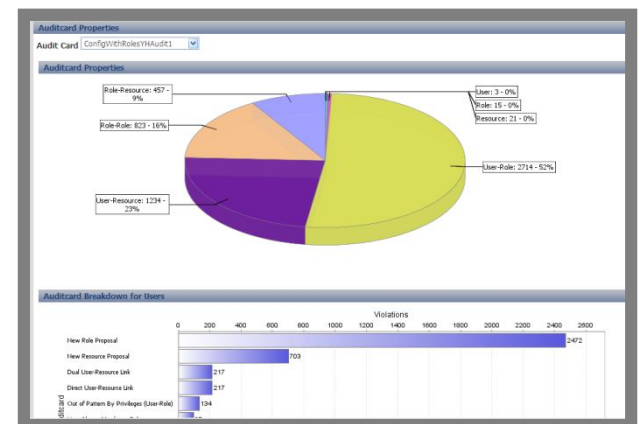 Auditcard Properties
Audit Card ConfigWithRolesYHAudit1
Auditcard Properties
Role-Resource: 457 -
9%
User: 3 - 0%
Role: 15 - 0%
Resource: 21 - 0%
Role-Role: 823 - 16%
User-Role: 2714 - 52%
User-Resource: 1234 -
23%
Auditcard Breakdown for Users
Violations
0 200 400 600 800 1000 1200 1400 1600 1800 2000 2200 2400 2600
New Role Proposal 2472
New Resource Proposal 703
Dual User-Resource Link 217
Direct User-Resource Link 217
Out of Pattern By Privileges (User-Role) 134